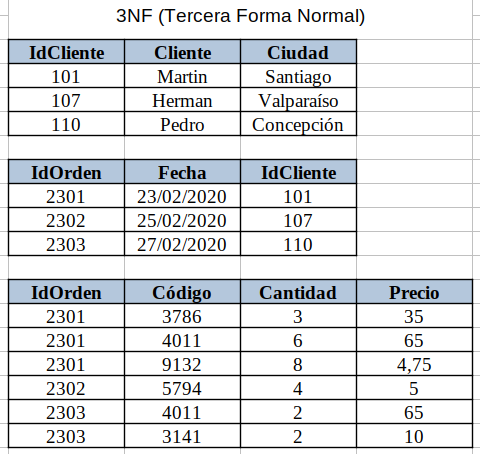 3NF (Tercera Forma Normal)
IdCliente Cliente Ciudad
101 Martin Santiago
107 Herman Valparaíso
110 Pedro Concepción
IdOrden Fecha IdCliente
2301 23/02/2020 101
2302 25/02/2020 107
2303 27/02/2020 110
IdOrden Código Cantidad Precio
2301 3786 3 35
2301 4011 6 65
2301 9132 8 4,75
2302 5794 4 5
2303 4011 2 65
2303 3141 2 10